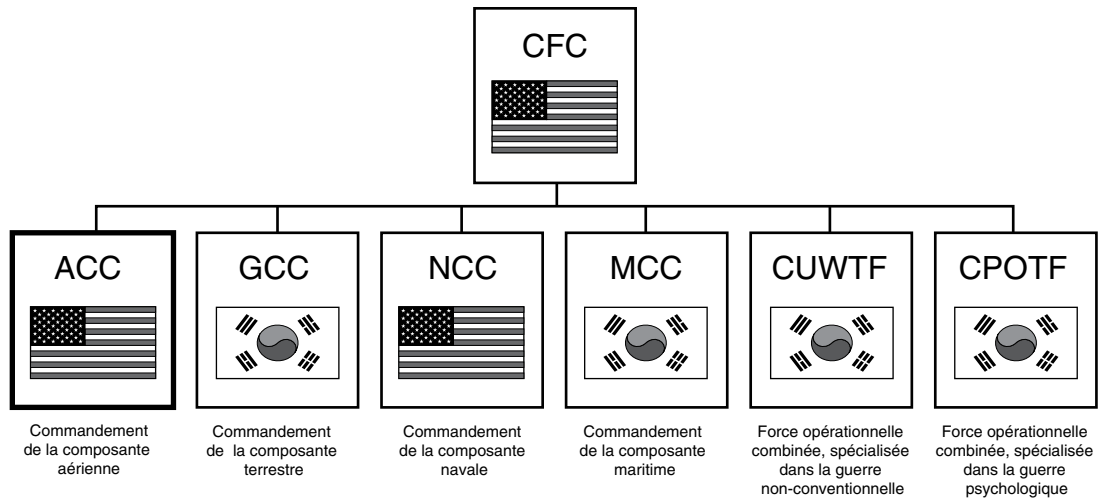 CFC
ACC
GCC
NCC
MCC
CUWTF
CPOTF
Commandement
de la composante
aérienne
Commandement
de la composante
terrestre
Commandement
de la composante
navale
Commandement
de la composante
maritime
Force opérationnelle
combinée, spécialisée
dans la guerre
non-conventionnelle
Force opérationnelle
combinée, spécialisée
dans la guerre
psychologique